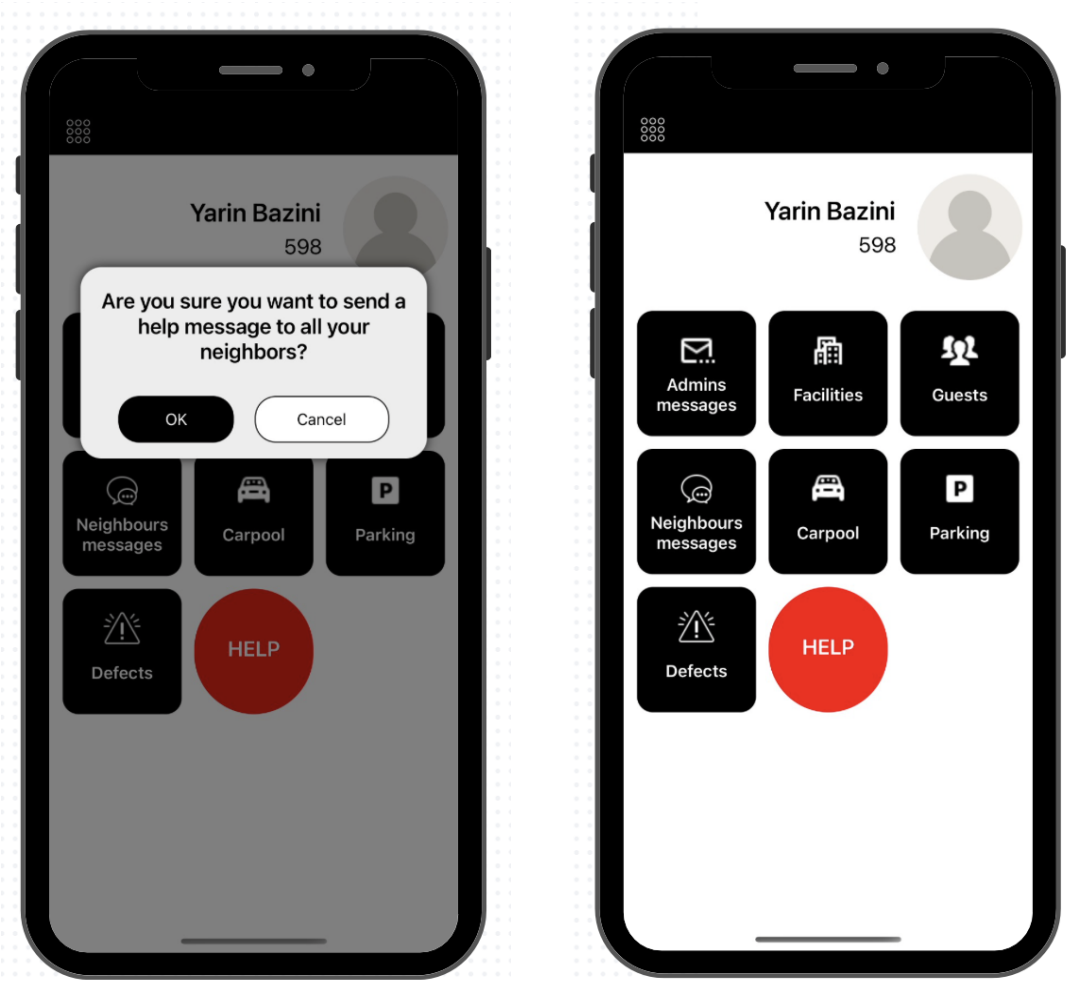 Yarin Bazini
598
Are you sure you want to send a
help message to all your
neighbors?
OK
Cancel
Neighbours
messages
Carpool
P
Parking
Defects
HELP
Yarin Bazini
598
Admins
messages
Facilities
Guests
Neighbours
messages
Carpool
P
Parking
Defects
HELP